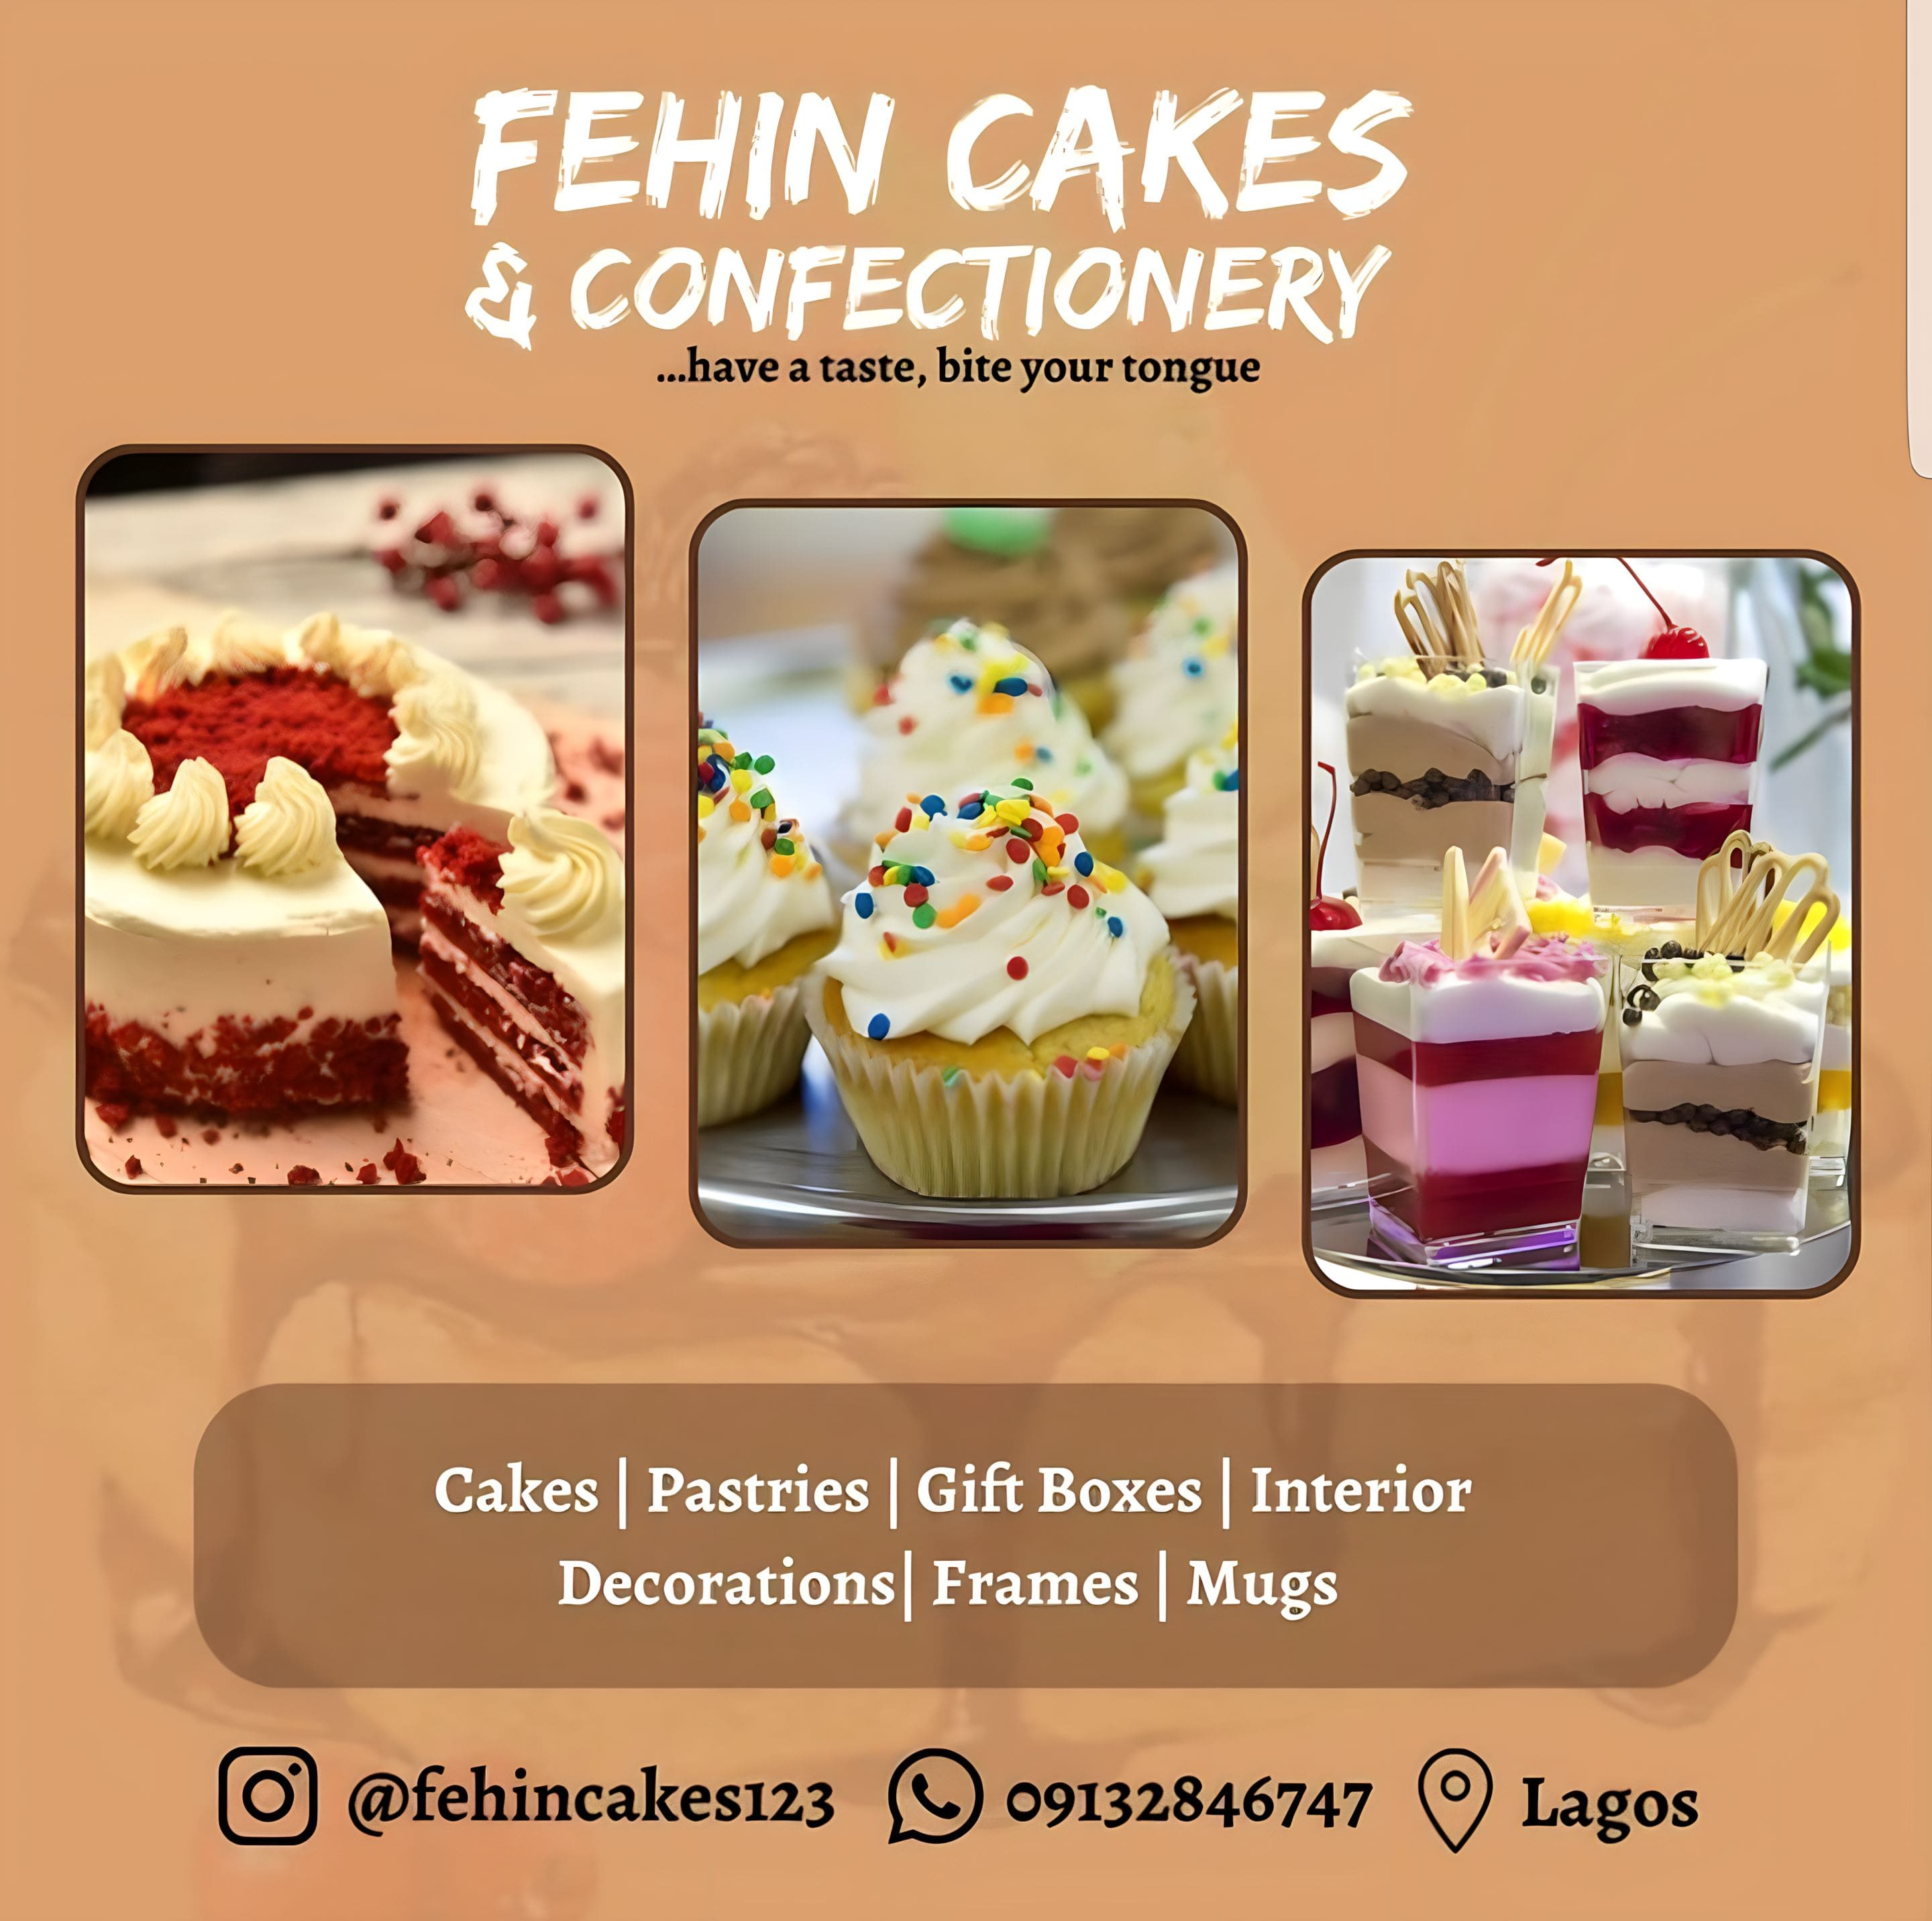 FEHIN CAKES
& CONFECTIONERY
...have a taste, bite your tongue
Cakes | Pastries | Gift Boxes | Interior
Decorations| Frames | Mugs
@fehincakes123
09132846747
Lagos